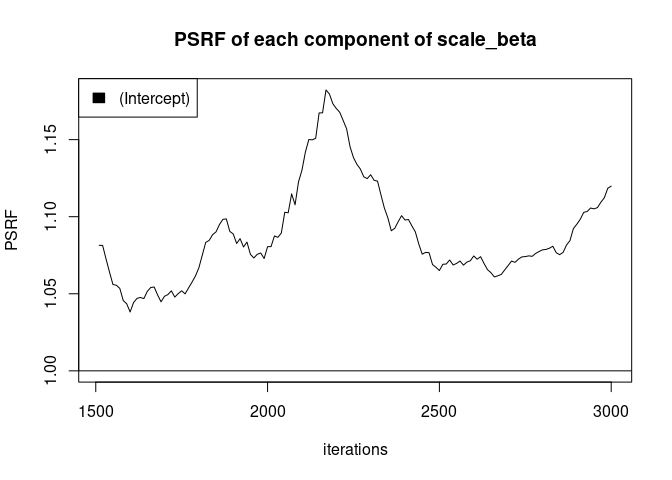 PSRF of each component of scale_beta
(Intercept)
PSRF
1.15
1.10
1.05
1.00
1500 2000 2500 3000
iterations